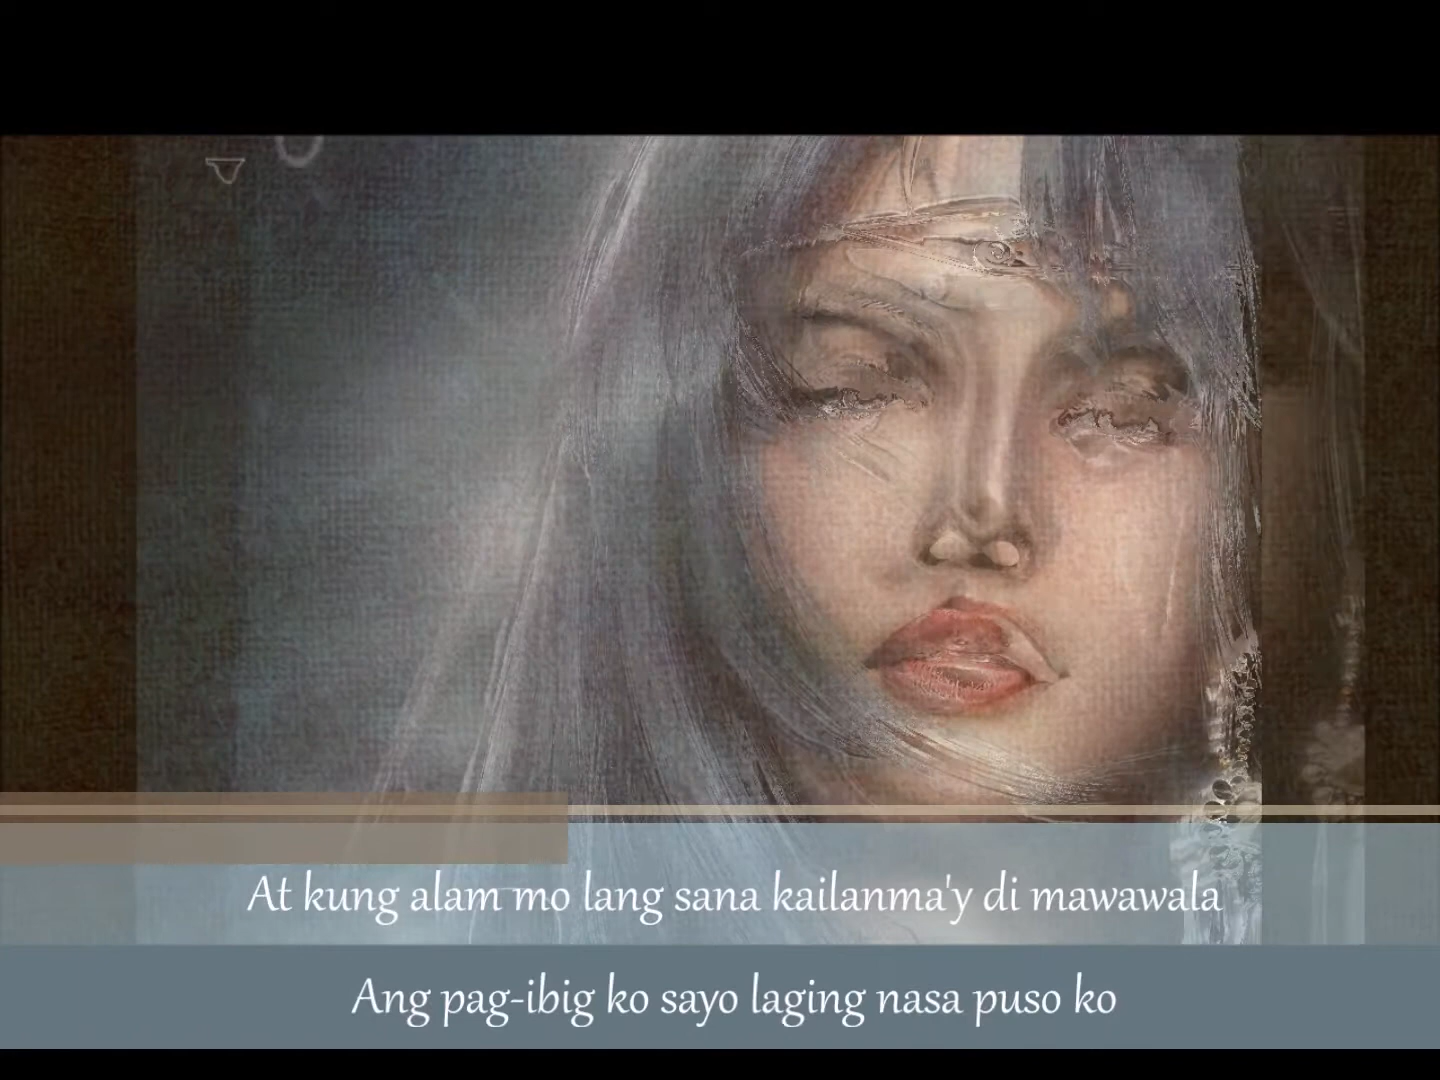 At kung alam mo lang sana kailanma'y di mawawala
Ang pag-ibig ko sayo laging nasa puso ko